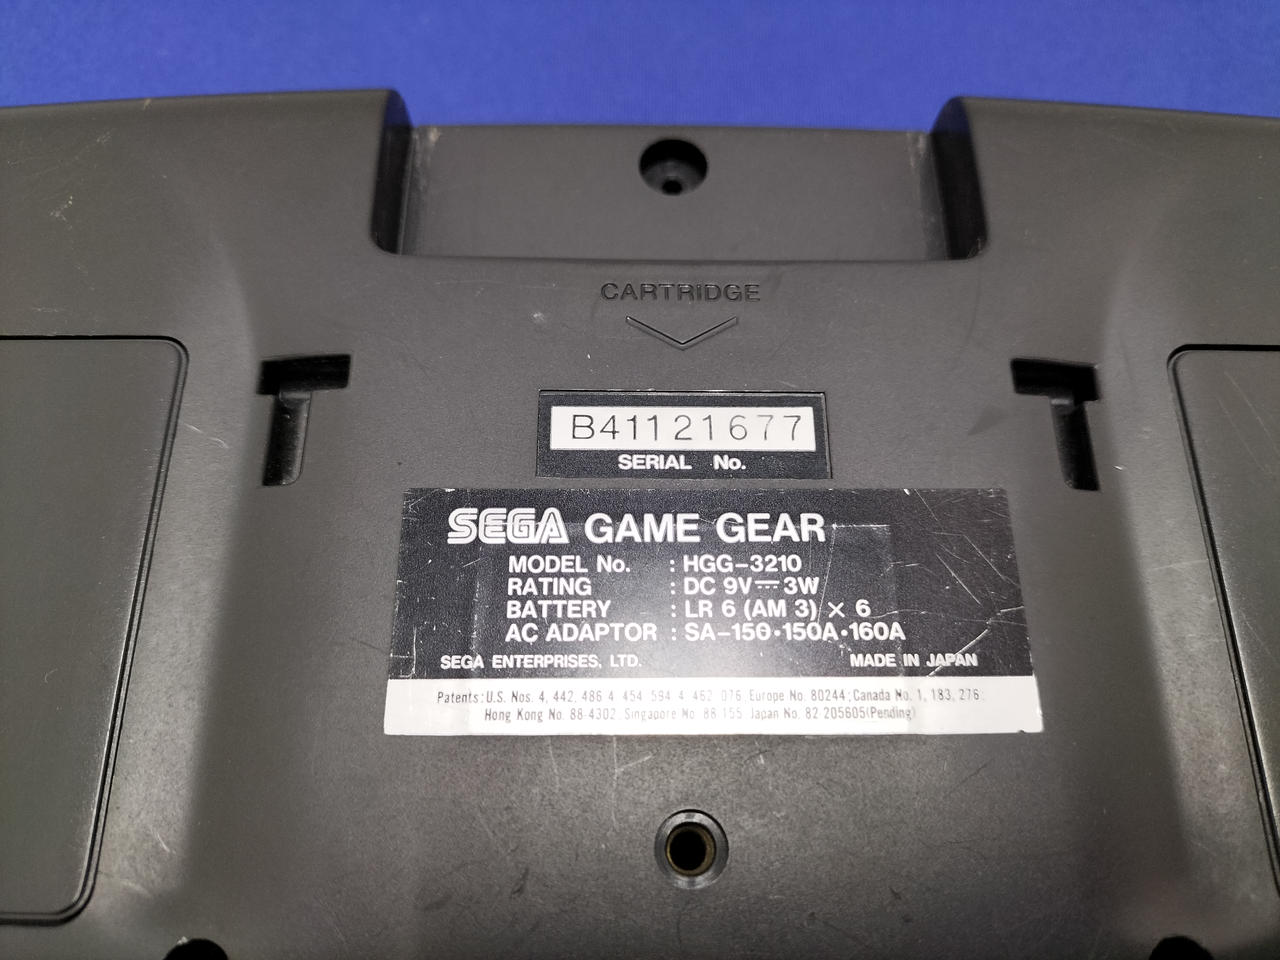 CARTRIDGE
B41121677
SERIAL No.
SEGA GAME GEAR
MODEL No. : HGG-3210
RATING : DC 9V⎓3W
BATTERY : LR 6 (AM 3) × 6
AC ADAPTOR : SA-150·150A·160A
SEGA ENTERPRISES, LTD. MADE IN JAPAN
Patents: U.S. Nos. 4, 442, 486 4 454 594 4 462 076, Europe No. 80244; Canada No. 1, 183, 276
Hong Kong No. 88-4302, Singapore No 88 155 Japan No. 82 205605(Pending)